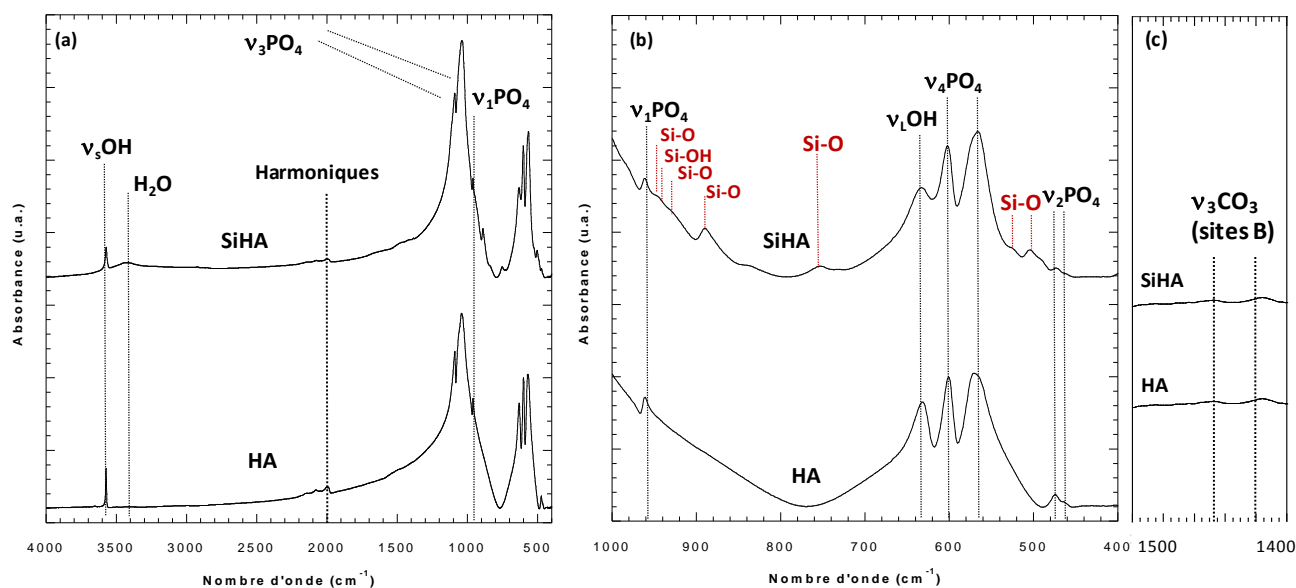 (a)
ν₃PO₄
ν₁PO₄
νₛOH
H₂O
Harmoniques
SiHA
HA
Absorbance (u.a.)
4000 3500 3000 2500 2000 1500 1000 500
Nombre d'onde (cm⁻¹)
(b)
ν₄PO₄
ν₁PO₄
ν_LOH
Si-O
Si-OH
Si-O
Si-O
Si-O
ν₂PO₄
Si-O
SiHA
HA
Absorbance (u.a.)
1000 900 800 700 600 500 400
Nombre d'onde (cm⁻¹)
(c)
ν₃CO₃
(sites B)
SiHA
HA
1500 1400